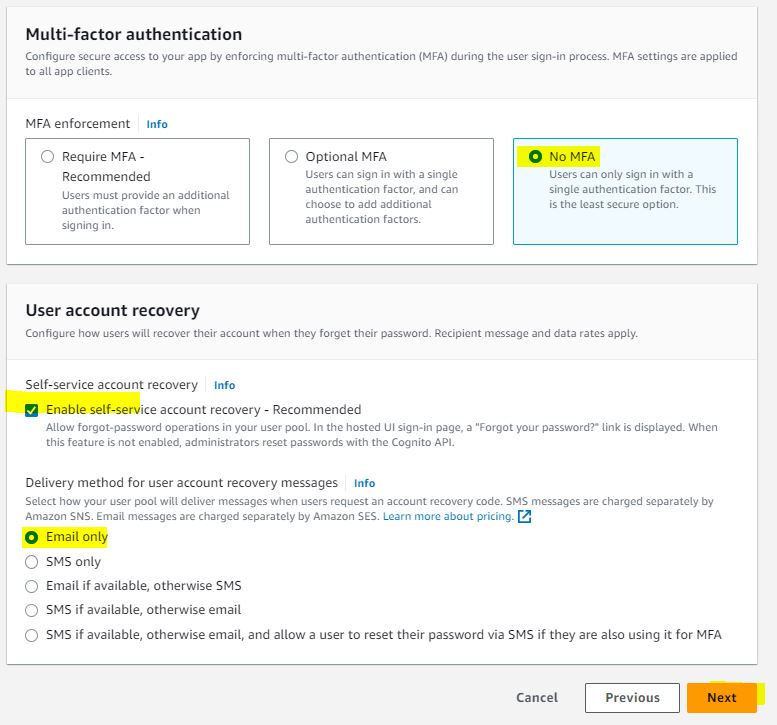 Multi-factor authentication
Configure secure access to your app by enforcing multi-factor authentication (MFA) during the user sign-in process. MFA settings are applied
to all app clients.
MFA enforcement Info
Require MFA -
Recommended
Users must provide an additional
authentication factor when
signing in.
Optional MFA
Users can sign in with a single
authentication factor, and can
choose to add additional
authentication factors.
No MFA
Users can only sign in with a
single authentication factor. This
is the least secure option.
User account recovery
Configure how users will recover their account when they forget their password. Recipient message and data rates apply.
Self-service account recovery Info
Enable self-service account recovery - Recommended
Allow forgot-password operations in your user pool. In the hosted UI sign-in page, a "Forgot your password?" link is displayed. When
this feature is not enabled, administrators reset passwords with the Cognito API.
Delivery method for user account recovery messages Info
Select how your user pool will deliver messages when users request an account recovery code. SMS messages are charged separately by
Amazon SNS. Email messages are charged separately by Amazon SES. Learn more about pricing.
Email only
SMS only
Email if available, otherwise SMS
SMS if available, otherwise email
SMS if available, otherwise email, and allow a user to reset their password via SMS if they are also using it for MFA
Cancel Previous Next